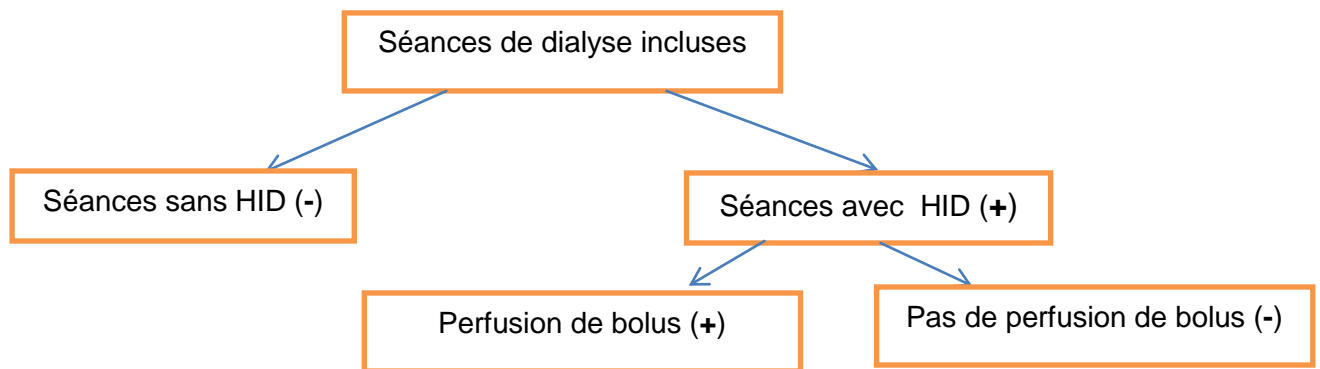 Séances de dialyse incluses
Séances sans HID (-)
Séances avec HID (+)
Perfusion de bolus (+)
Pas de perfusion de bolus (-)